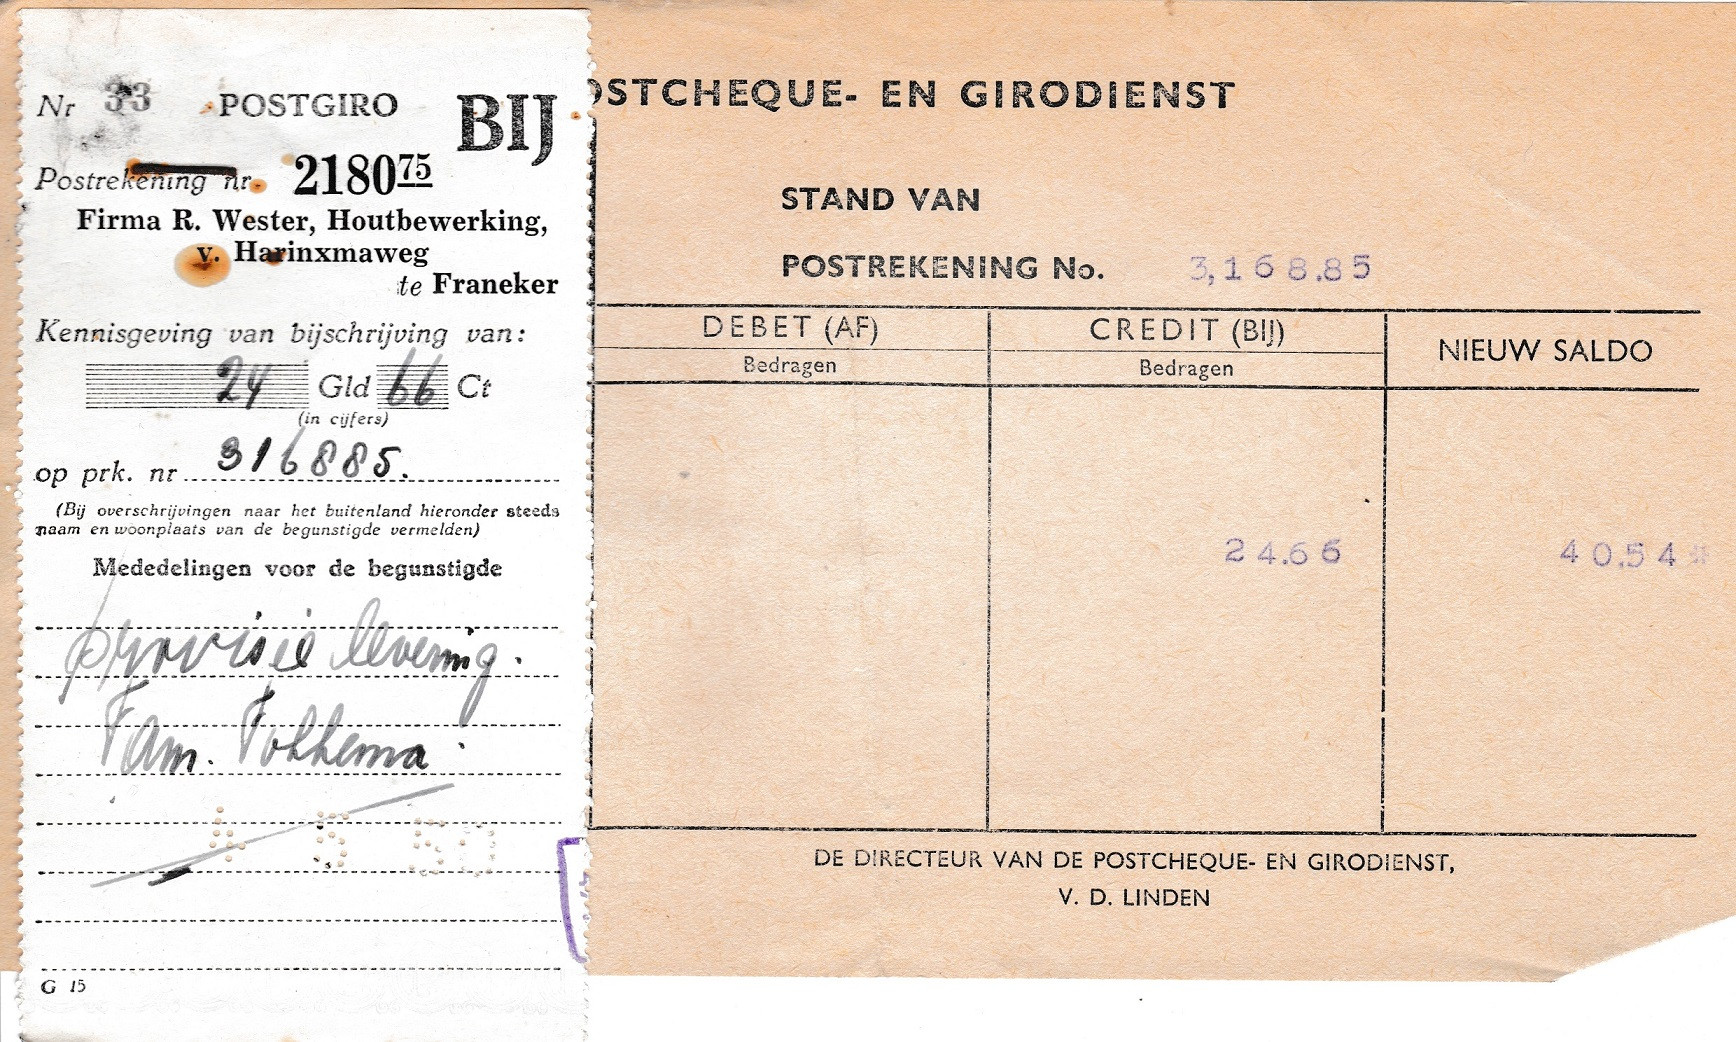 Nr 33 POSTGIRO BIJ
Postrekening nr. 218075
Firma R. Wester, Houtbewerking,
v. Harinxmaweg
te Franeker
Kennisgeving van bijschrijving van:
24 Gld 66 Ct
(in cijfers)
op prk. nr 316885.
(Bij overschrijvingen naar het buitenland hieronder steeds
naam en woonplaats van de begunstigde vermelden)
Mededelingen voor de begunstigde
provisie levering.
Fam. Folkema.
G 15
OSTCHEQUE- EN GIRODIENST
STAND VAN
POSTREKENING No. 3,168.85
DEBET (AF) CREDIT (BIJ) NIEUW SALDO
Bedragen Bedragen
24.66 40.54
DE DIRECTEUR VAN DE POSTCHEQUE- EN GIRODIENST,
V. D. LINDEN